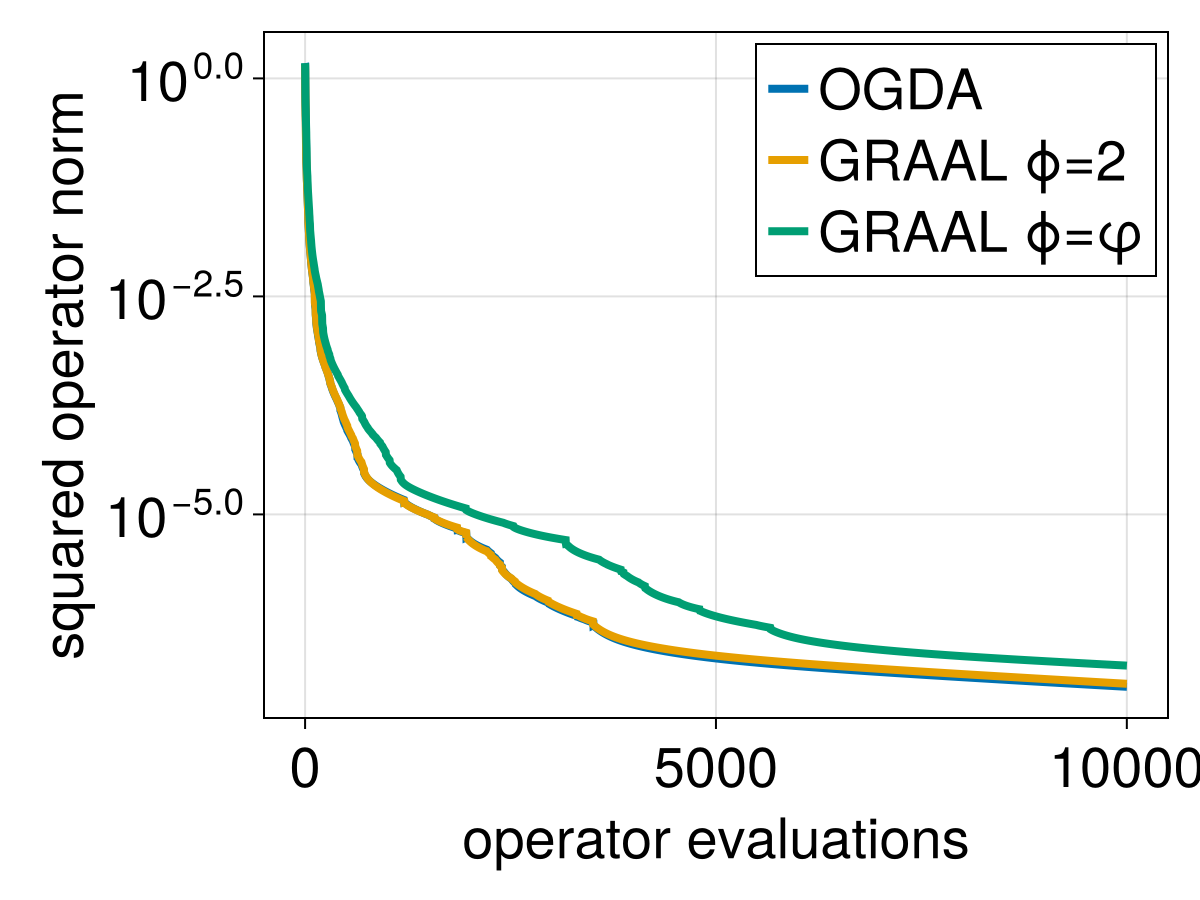 squared operator norm
10^0.0
10^−2.5
10^−5.0
OGDA
GRAAL ϕ=2
GRAAL ϕ=φ
0 5000 10000
operator evaluations